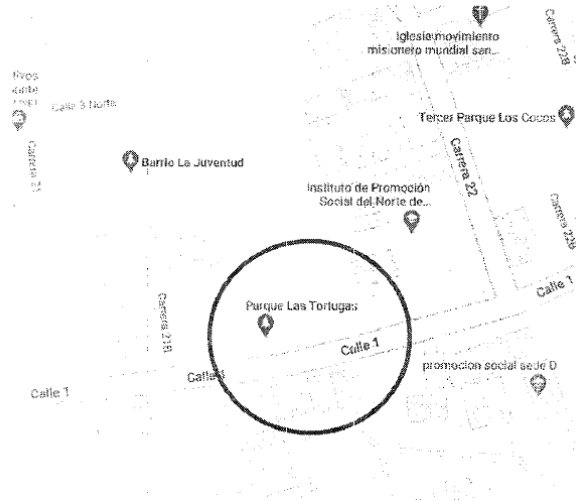 Iglesia movimiento
misionero mundial san...
Carrera 22B
Calle 3 Norte
Tercer Parque Los Cocos
Barrio La Juventud
Carrera 21
Carrera 22
Instituto de Promoción
Social del Norte de...
Carrera 22B
Calle 1
Parque Las Tortugas
Carrera 21B
Calle 1
promocion social sede D
Calle 1
Calle 1